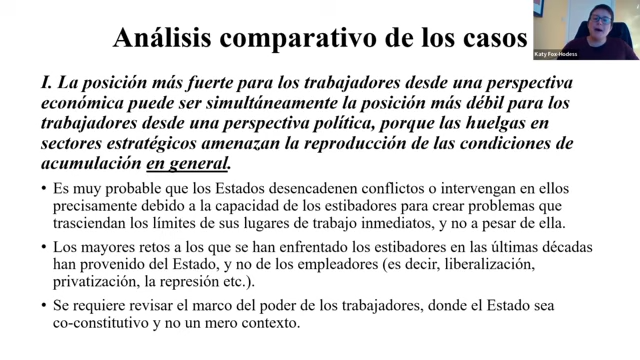 Análisis comparativo de los casos
Katy Fox-Hodess
I. La posición más fuerte para los trabajadores desde una perspectiva
económica puede ser simultáneamente la posición más débil para los
trabajadores desde una perspectiva política, porque las huelgas en
sectores estratégicos amenazan la reproducción de las condiciones de
acumulación en general.
• Es muy probable que los Estados desencadenen conflictos o intervengan en ellos
precisamente debido a la capacidad de los estibadores para crear problemas que
trasciendan los límites de sus lugares de trabajo inmediatos, y no a pesar de ella.
• Los mayores retos a los que se han enfrentado los estibadores en las últimas décadas
han provenido del Estado, y no de los empleadores (es decir, liberalización,
privatización, la represión etc.).
• Se requiere revisar el marco del poder de los trabajadores, donde el Estado sea
co-constitutivo y no un mero contexto.